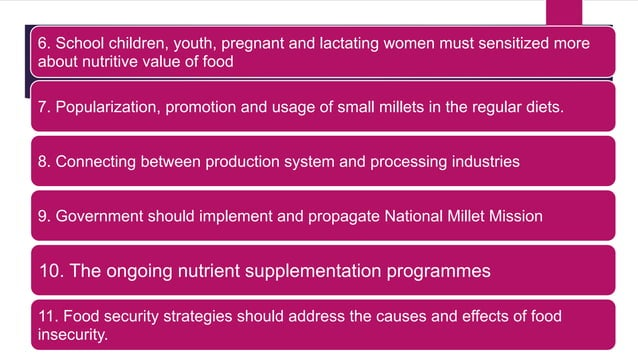 6. School children, youth, pregnant and lactating women must sensitized more
about nutritive value of food
7. Popularization, promotion and usage of small millets in the regular diets.
8. Connecting between production system and processing industries
9. Government should implement and propagate National Millet Mission
10. The ongoing nutrient supplementation programmes
11. Food security strategies should address the causes and effects of food
insecurity.